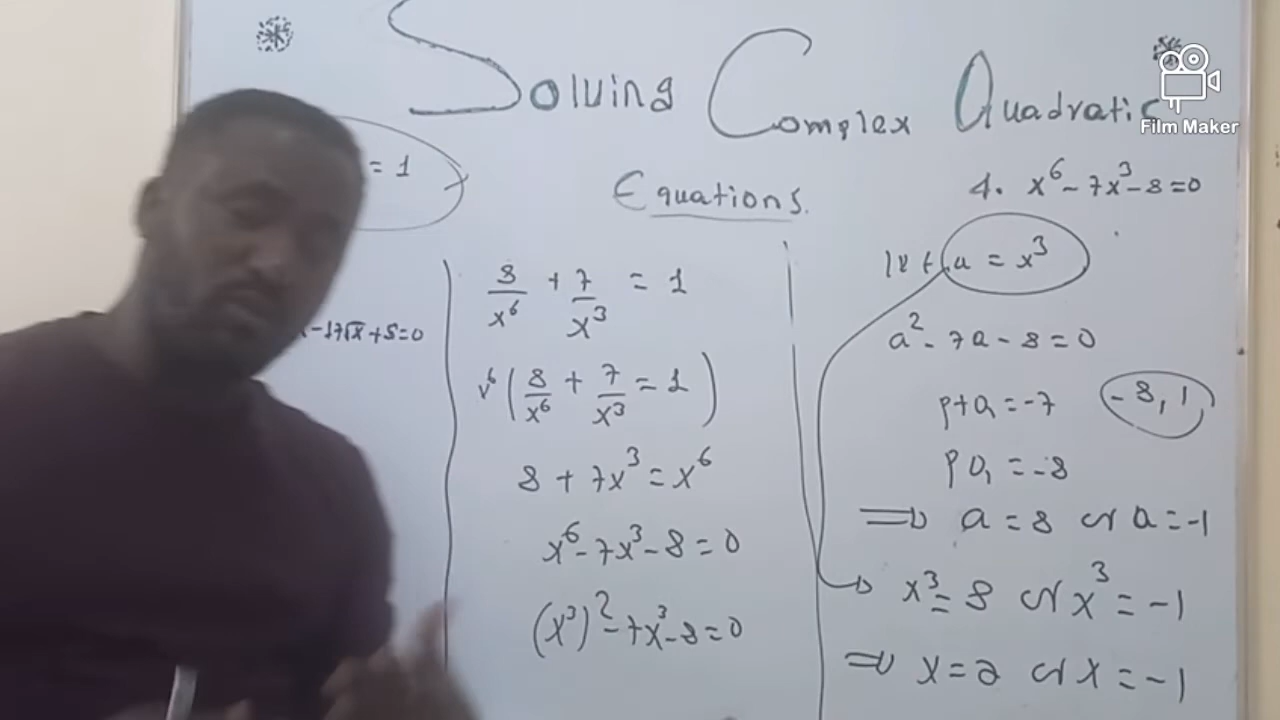 Solving Complex Quadratic
Film Maker
Equations.
= 1
-17√x+5=0
8/x⁶ + 7/x³ = 1
x⁶(8/x⁶ + 7/x³ = 1)
8 + 7x³ = x⁶
x⁶-7x³-8=0
(x³)²-7x³-8=0
4. x⁶-7x³-8=0
let a = x³
a²-7a-8=0
p+q=-7 -8,1
pq=-8
⇒ a=8 or a=-1
x³=8 or x³=-1
⇒ x=2 or x=-1